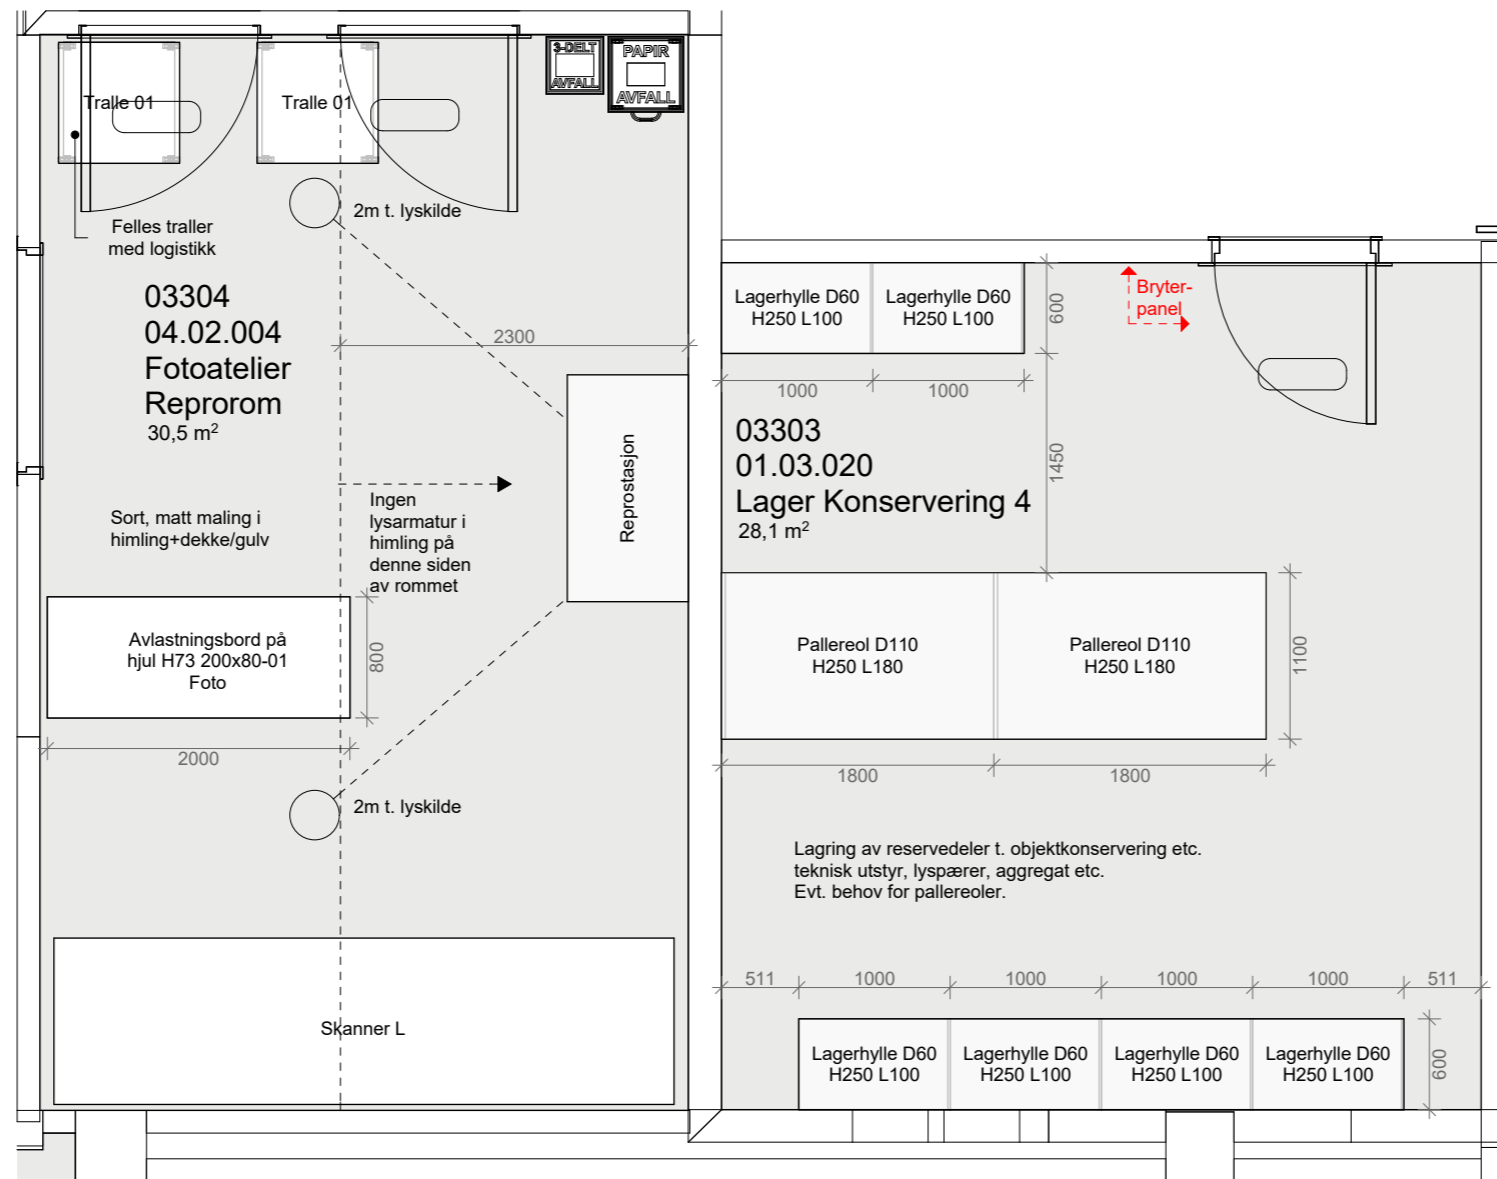 3-DELT
AVFALL
PAPIR
AVFALL
Tralle 01
Tralle 01
2m t. lyskilde
Felles traller
med logistikk
03304
04.02.004
Fotoatelier
Reprorom
30,5 m²
2300
Reprostasjon
Ingen
lysarmatur i
himling på
denne siden
av rommet
Sort, matt maling i
himling+dekke/gulv
Avlastningsbord på
hjul H73 200x80-01
Foto
800
2000
2m t. lyskilde
Skanner L
Lagerhylle D60
H250 L100
Lagerhylle D60
H250 L100
600
Bryter-
panel
1000
1000
1450
03303
01.03.020
Lager Konservering 4
28,1 m²
Pallereol D110
H250 L180
Pallereol D110
H250 L180
1100
1800
1800
Lagring av reservedeler t. objektkonservering etc.
teknisk utstyr, lyspærer, aggregat etc.
Evt. behov for pallereoler.
511
1000
1000
1000
1000
511
Lagerhylle D60
H250 L100
Lagerhylle D60
H250 L100
Lagerhylle D60
H250 L100
Lagerhylle D60
H250 L100
600